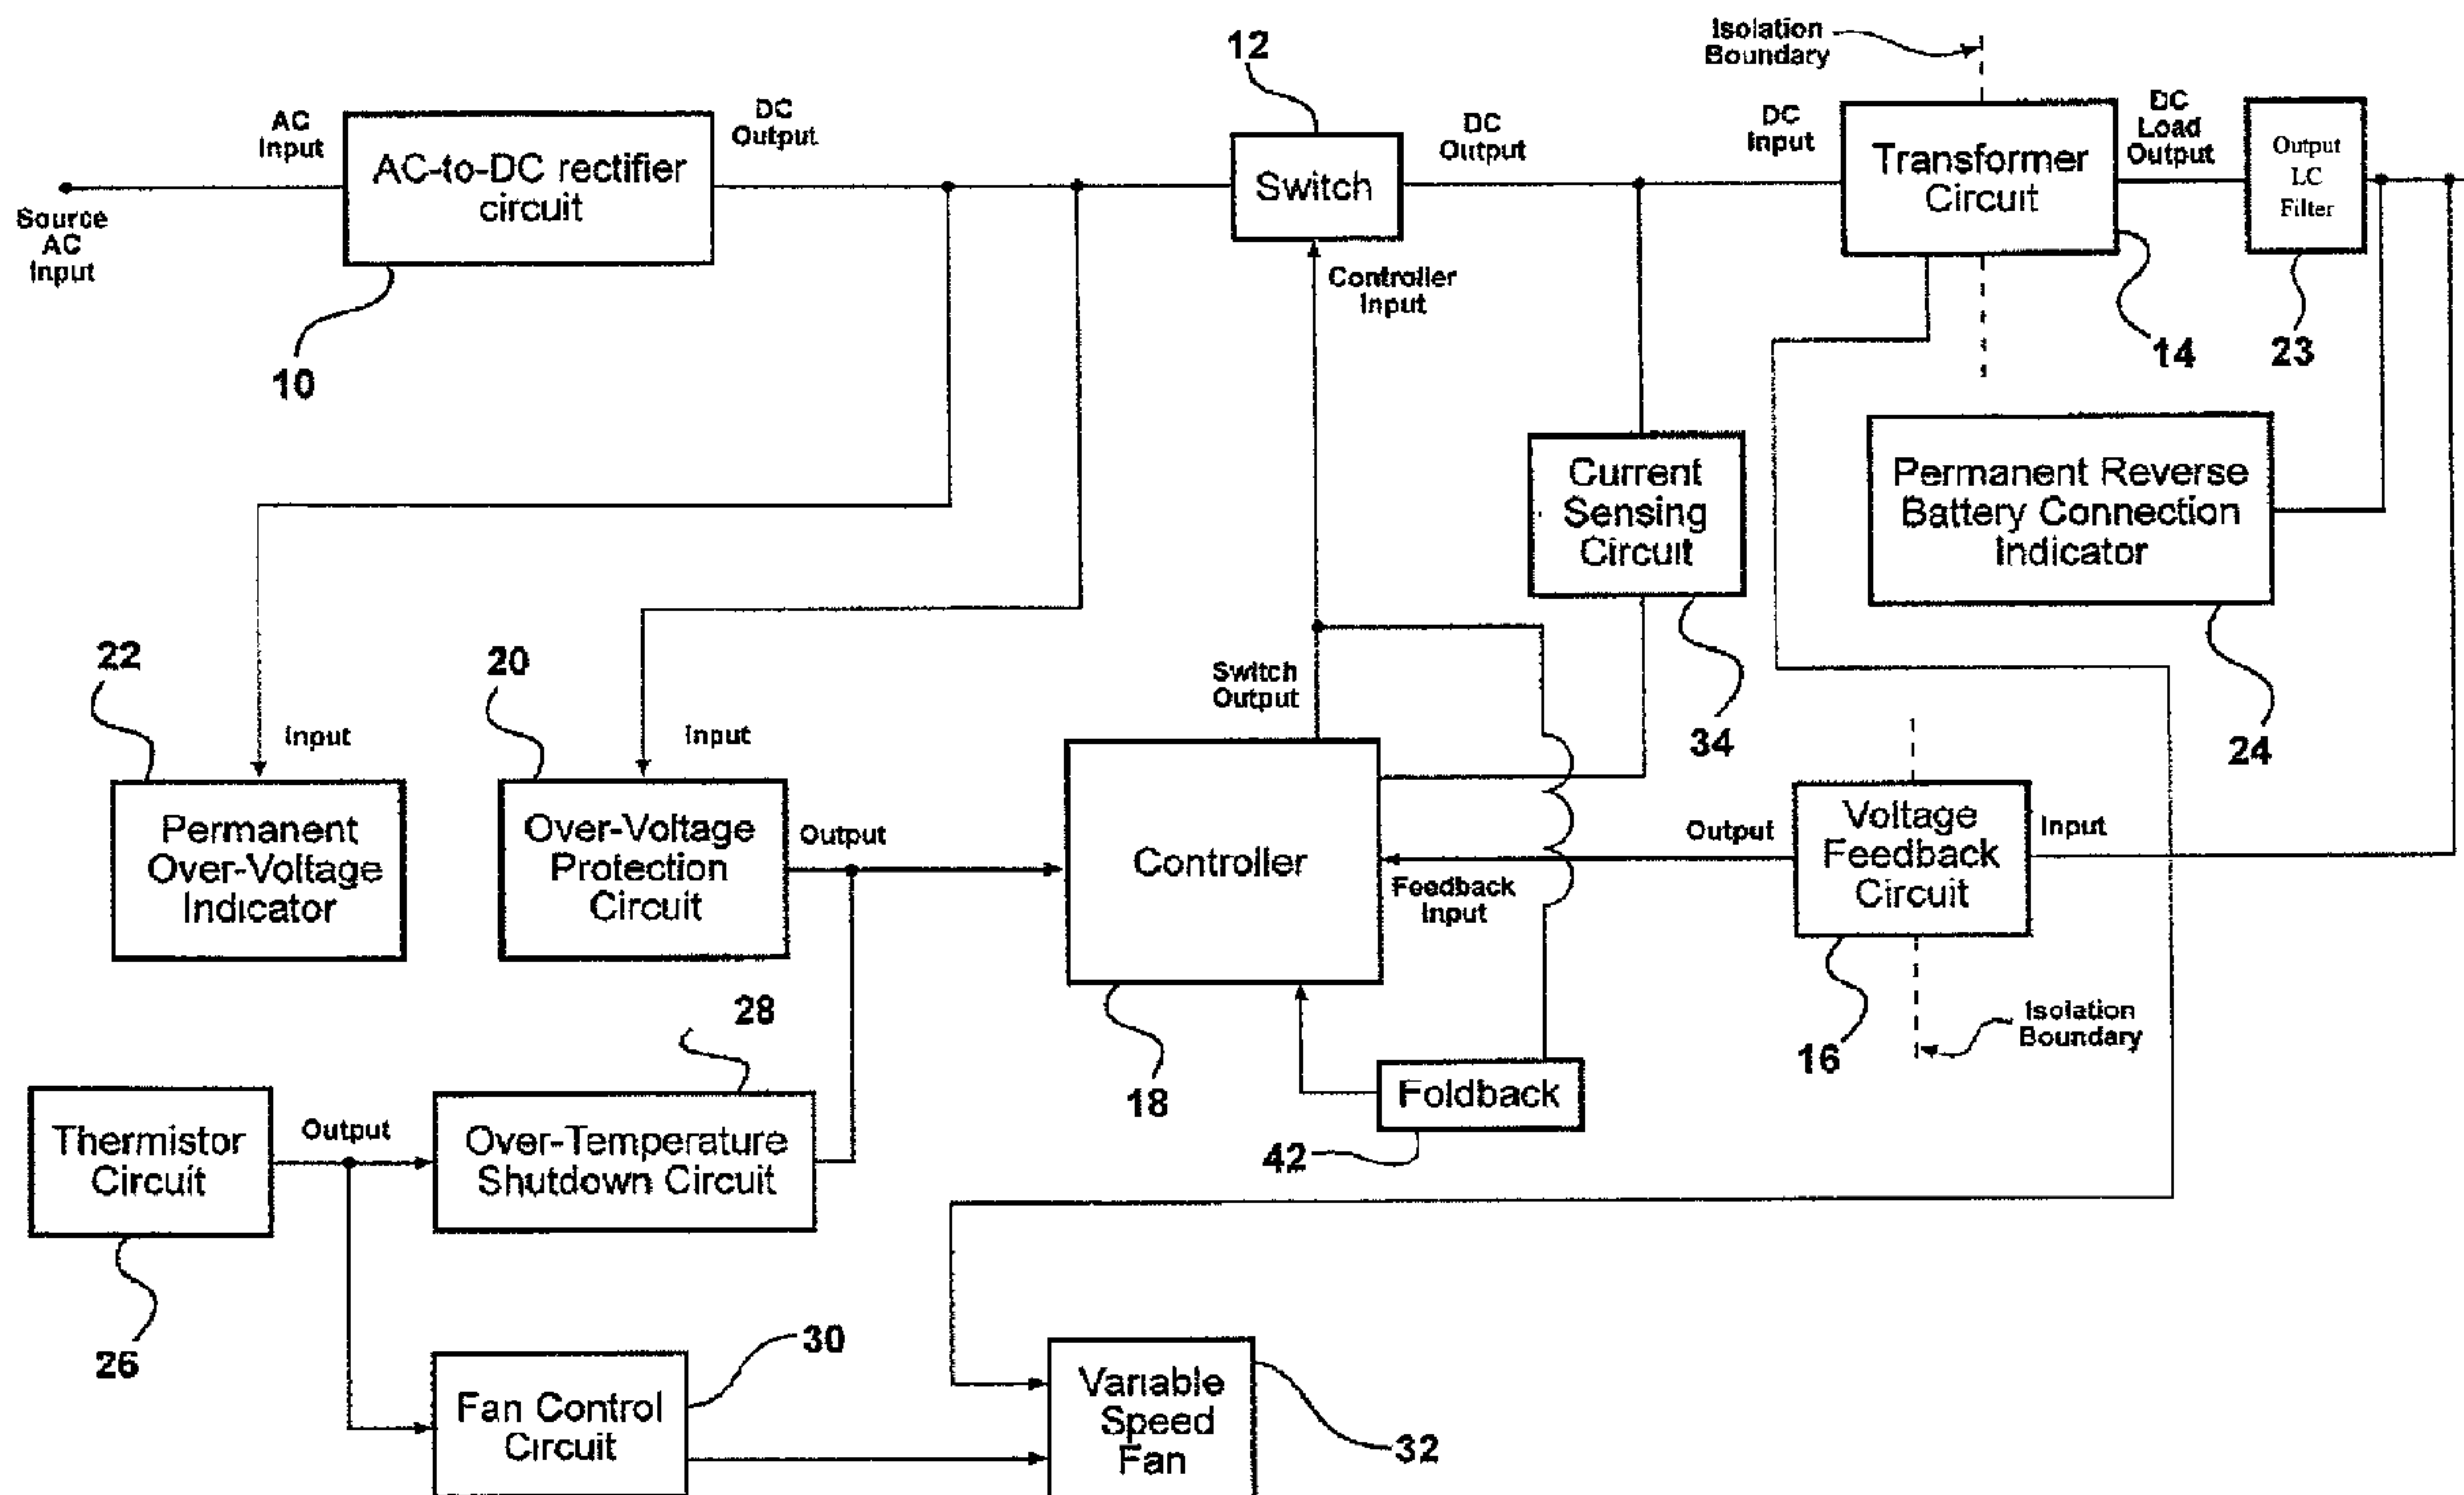 12
Isolation
Boundary
AC
Input
AC-to-DC rectifier
circuit
DC
Output
Switch
DC
Output
DC
Input
Transformer
Circuit
DC
Load
Output
Output
LC
Filter
Source
AC
Input
Controller
Input
10
14
23
Current
Sensing
Circuit
Permanent Reverse
Battery Connection
Indicator
22
20
Switch
Output
34
24
Input
Input
Permanent
Over-Voltage
Indicator
Over-Voltage
Protection
Circuit
Output
Controller
Output
Feedback
Input
Voltage
Feedback
Circuit
Input
28
18
16
Isolation
Boundary
Foldback
42
Thermistor
Circuit
Output
Over-Temperature
Shutdown Circuit
26
30
Fan Control
Circuit
Variable
Speed
Fan
32